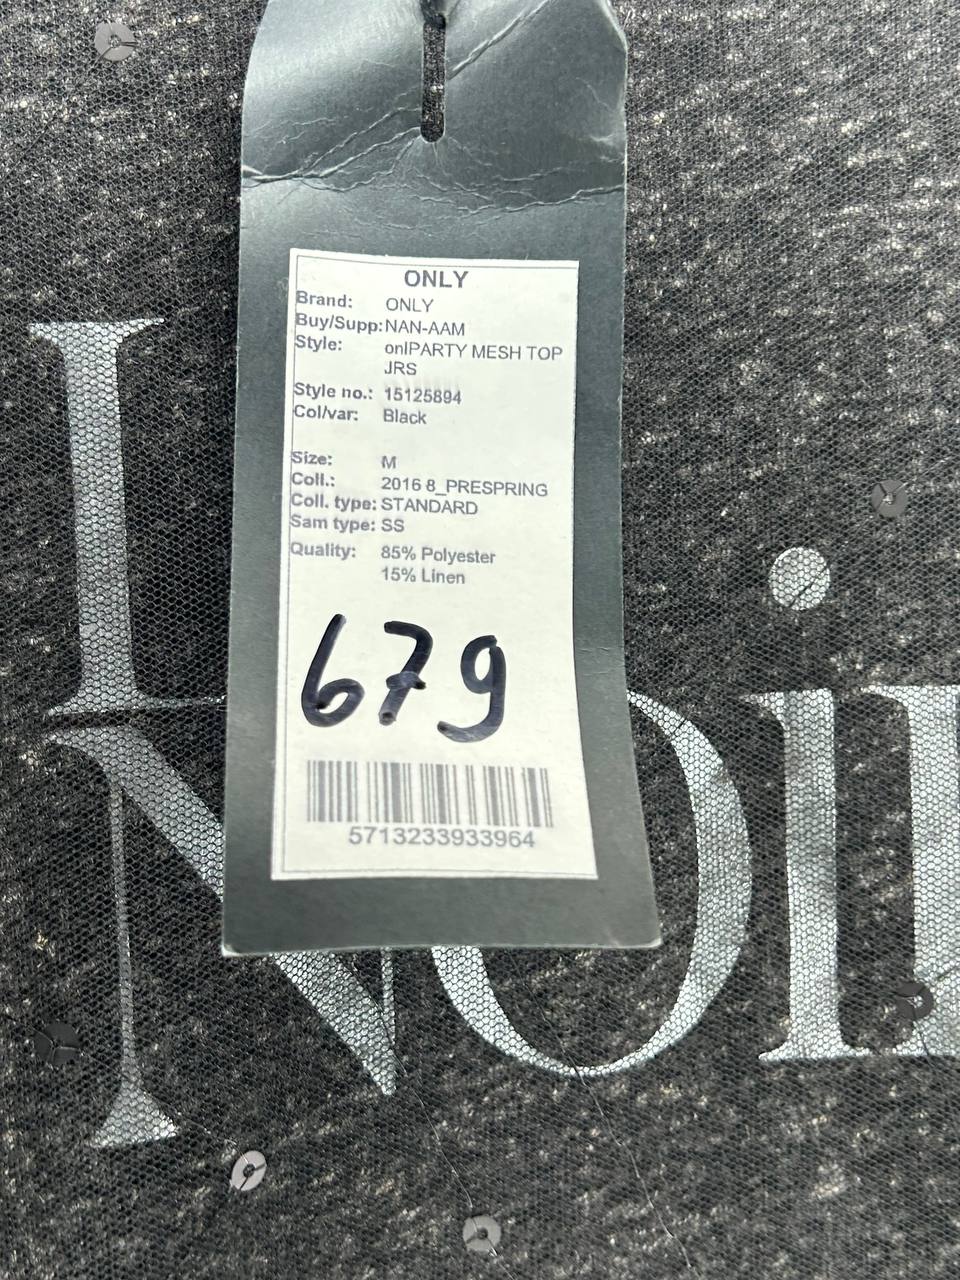 ONLY
Brand: ONLY
Buy/Supp: NAN-AAM
Style: onlPARTY MESH TOP
JRS
Style no.: 15125894
Col/var: Black
Size: M
Coll.: 2016 8_PRESPRING
Coll. type: STANDARD
Sam type: SS
Quality: 85% Polyester
15% Linen
679
5713233933964